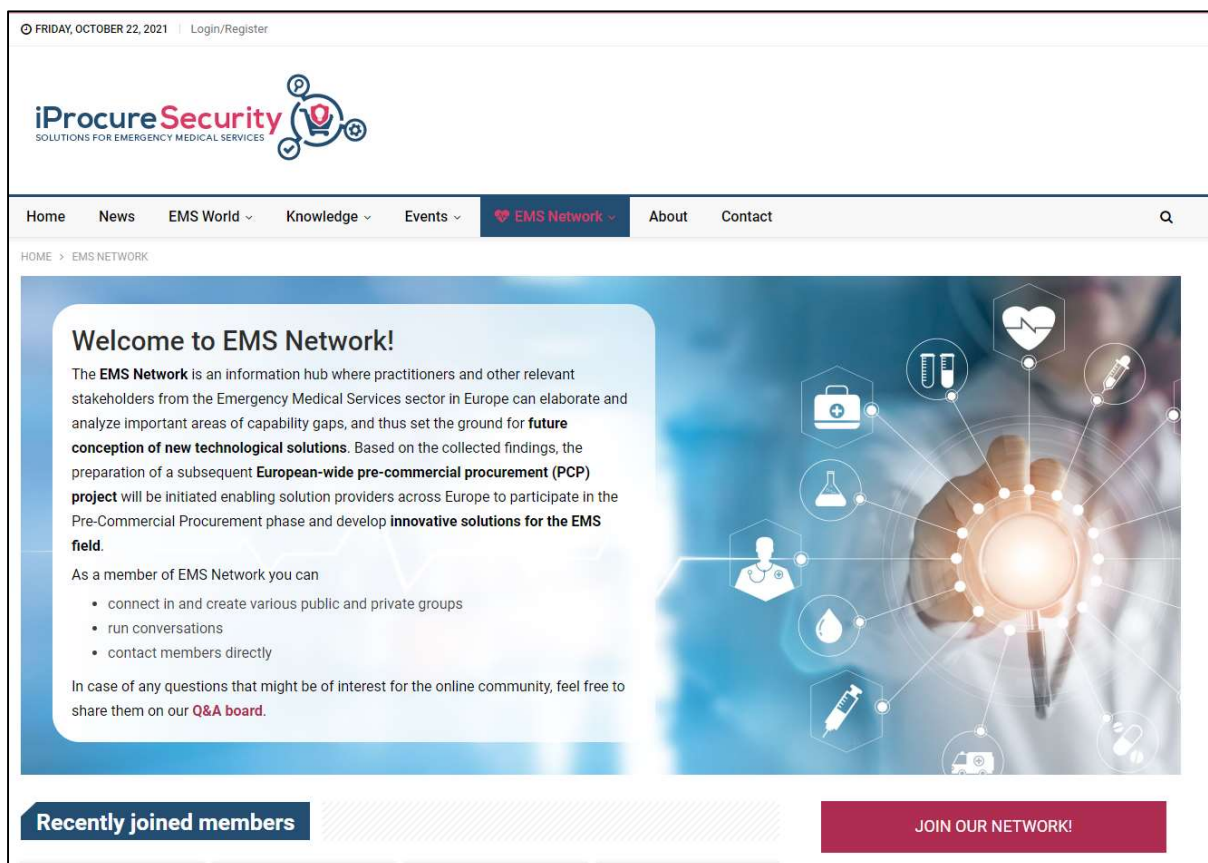 FRIDAY, OCTOBER 22, 2021 Login/Register
iProcureSecurity
SOLUTIONS FOR EMERGENCY MEDICAL SERVICES
Home News EMS World Knowledge Events EMS Network About Contact
HOME > EMS NETWORK
Welcome to EMS Network!
The EMS Network is an information hub where practitioners and other relevant
stakeholders from the Emergency Medical Services sector in Europe can elaborate and
analyze important areas of capability gaps, and thus set the ground for future
conception of new technological solutions. Based on the collected findings, the
preparation of a subsequent European-wide pre-commercial procurement (PCP)
project will be initiated enabling solution providers across Europe to participate in the
Pre-Commercial Procurement phase and develop innovative solutions for the EMS
field.
As a member of EMS Network you can
• connect in and create various public and private groups
• run conversations
• contact members directly
In case of any questions that might be of interest for the online community, feel free to
share them on our Q&A board.
Recently joined members
JOIN OUR NETWORK!